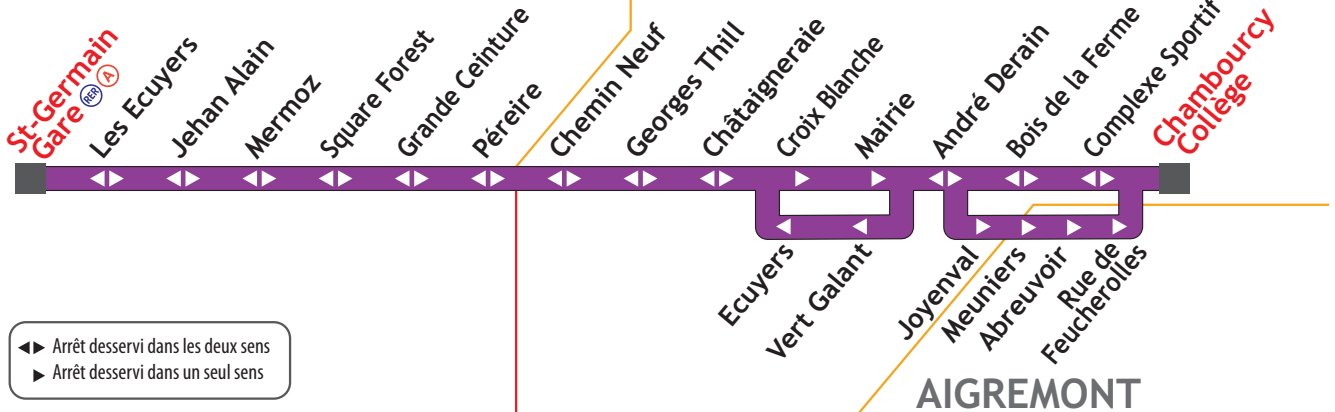 St-Germain
Gare RER A
Les Ecuyers
Jehan Alain
Mermoz
Square Forest
Grande Ceinture
Péreire
Chemin Neuf
Georges Thill
Châtaigneraie
Croix Blanche
Mairie
André Derain
Bois de la Ferme
Complexe Sportif
Chambourcy
Collège
Ecuyers
Vert Galant
Joyenval
Meuniers
Abreuvoir
Rue de
Feucherolles
Arrêt desservi dans les deux sens
Arrêt desservi dans un seul sens
AIGREMONT